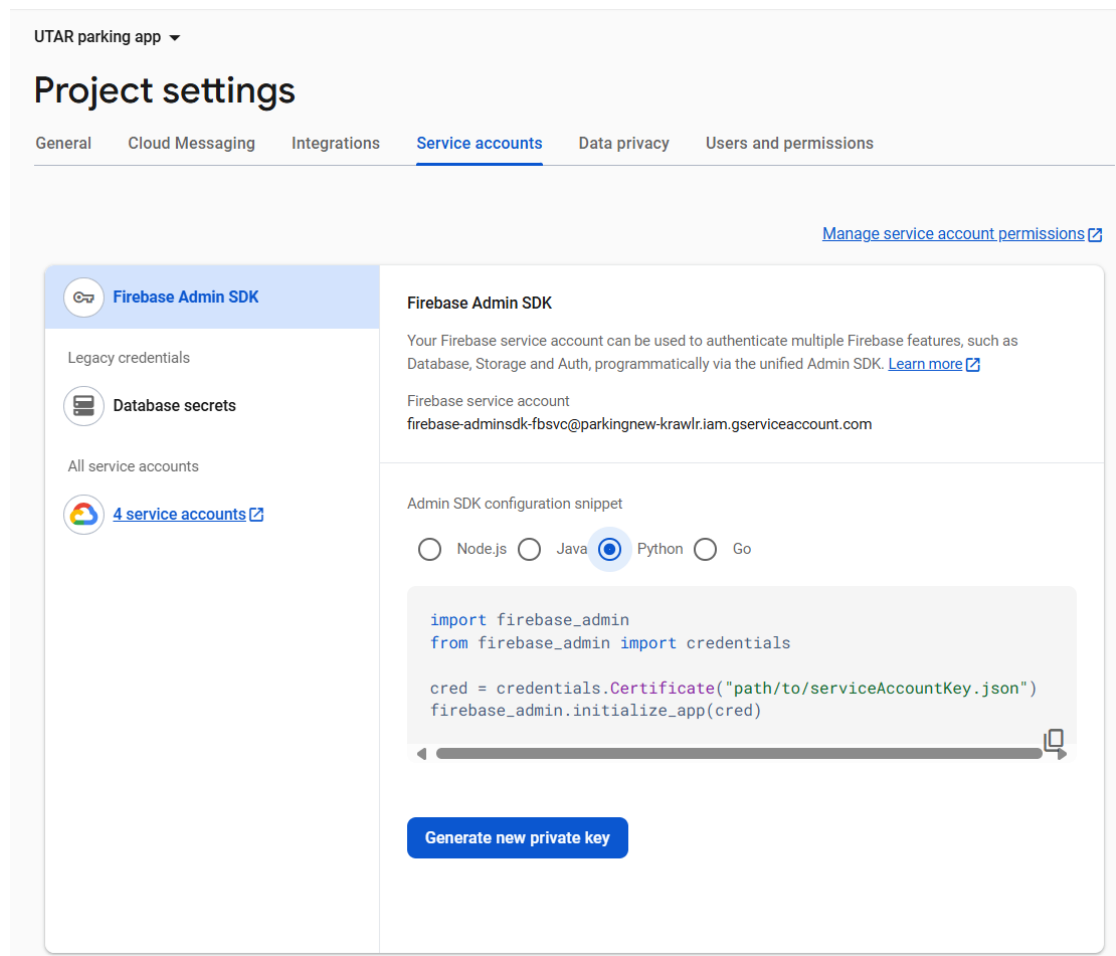 UTAR parking app
Project settings
General Cloud Messaging Integrations Service accounts Data privacy Users and permissions
Manage service account permissions
Firebase Admin SDK
Legacy credentials
Database secrets
All service accounts
4 service accounts
Firebase Admin SDK
Your Firebase service account can be used to authenticate multiple Firebase features, such as
Database, Storage and Auth, programmatically via the unified Admin SDK. Learn more
Firebase service account
firebase-adminsdk-fbsvc@parkingnew-krawlr.iam.gserviceaccount.com
Admin SDK configuration snippet
Node.js Java Python Go
import firebase_admin
from firebase_admin import credentials
cred = credentials.Certificate("path/to/serviceAccountKey.json")
firebase_admin.initialize_app(cred)
Generate new private key